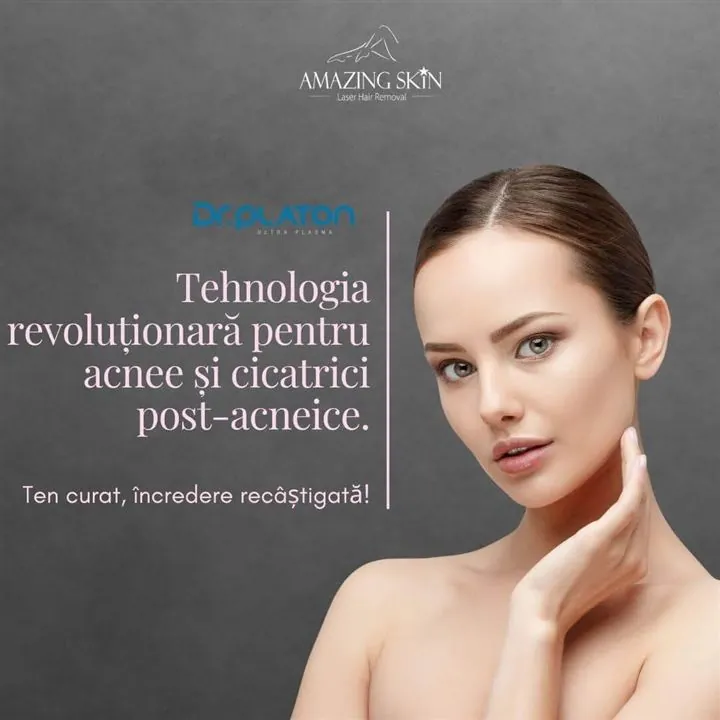 AMAZING SKIN
Laser Hair Removal
Dr.PLATON
ULTRA PLASMA
Tehnologia
revoluționară pentru
acnee și cicatrici
post-acneice.
Ten curat, încredere recâștigată!